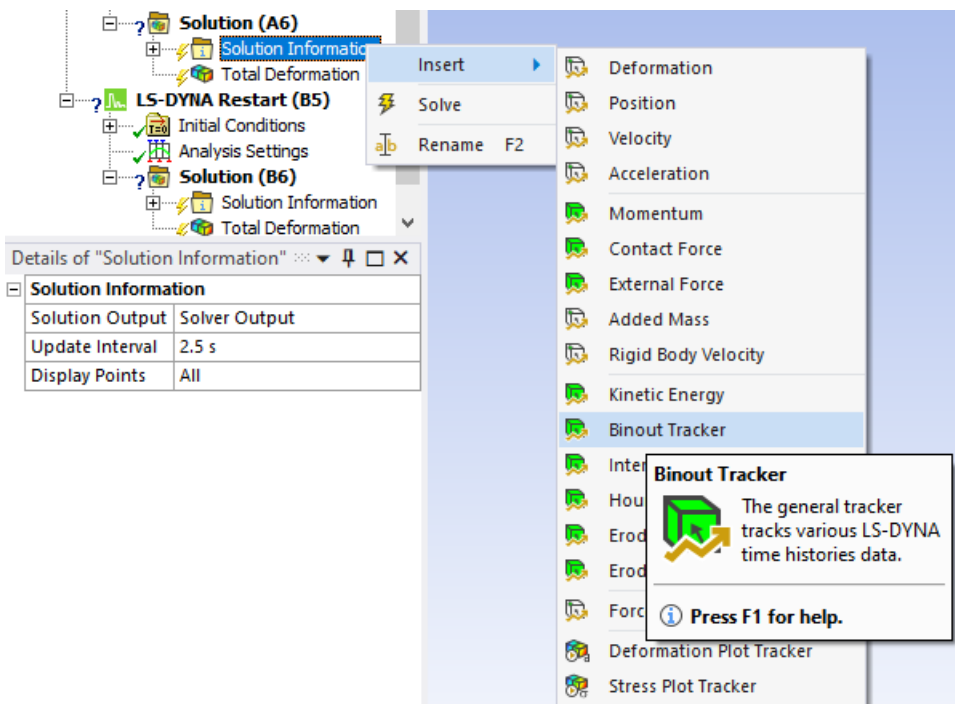 Solution (A6)
Solution Informatio
Total Deformation
LS-DYNA Restart (B5)
Initial Conditions
Analysis Settings
Solution (B6)
Solution Information
Total Deformation
Details of "Solution Information"
Solution Information
Solution Output Solver Output
Update Interval 2.5 s
Display Points All
Insert
Solve
Rename F2
Deformation
Position
Velocity
Acceleration
Momentum
Contact Force
External Force
Added Mass
Rigid Body Velocity
Kinetic Energy
Binout Tracker
Inter
Hou
Erod
Erod
Forc
Deformation Plot Tracker
Stress Plot Tracker
Binout Tracker
The general tracker
tracks various LS-DYNA
time histories data.
Press F1 for help.